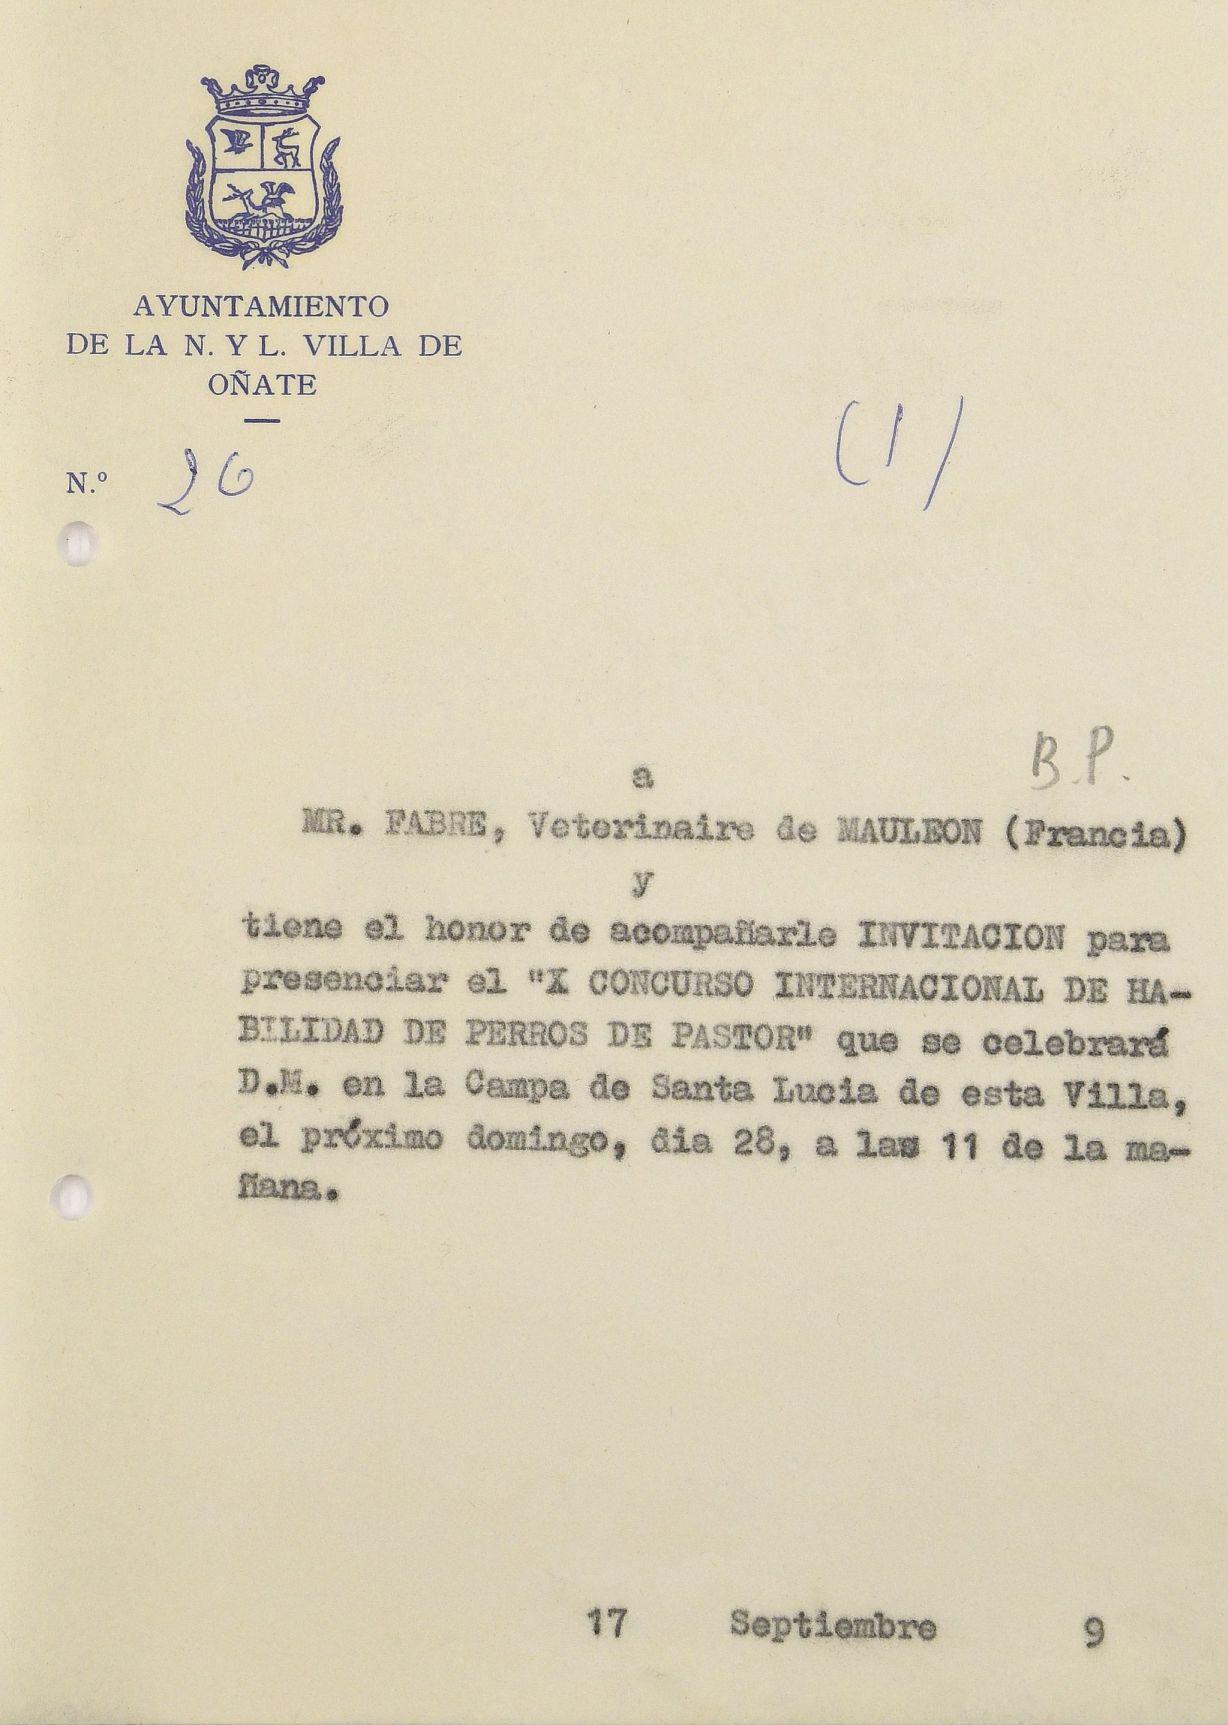 AYUNTAMIENTO
DE LA N. Y L. VILLA DE
OÑATE
N.º 26
(1)
B.P.
a
MR. FABRE, Veterinaire de MAULEON (Francia)
y
tiene el honor de acompañarle INVITACION para
presenciar el "X CONCURSO INTERNACIONAL DE HA-
BILIDAD DE PERROS DE PASTOR" que se celebrará
D.M. en la Campa de Santa Lucia de esta Villa,
el próximo domingo, dia 28, a las 11 de la ma-
ñana.
17 Septiembre 9